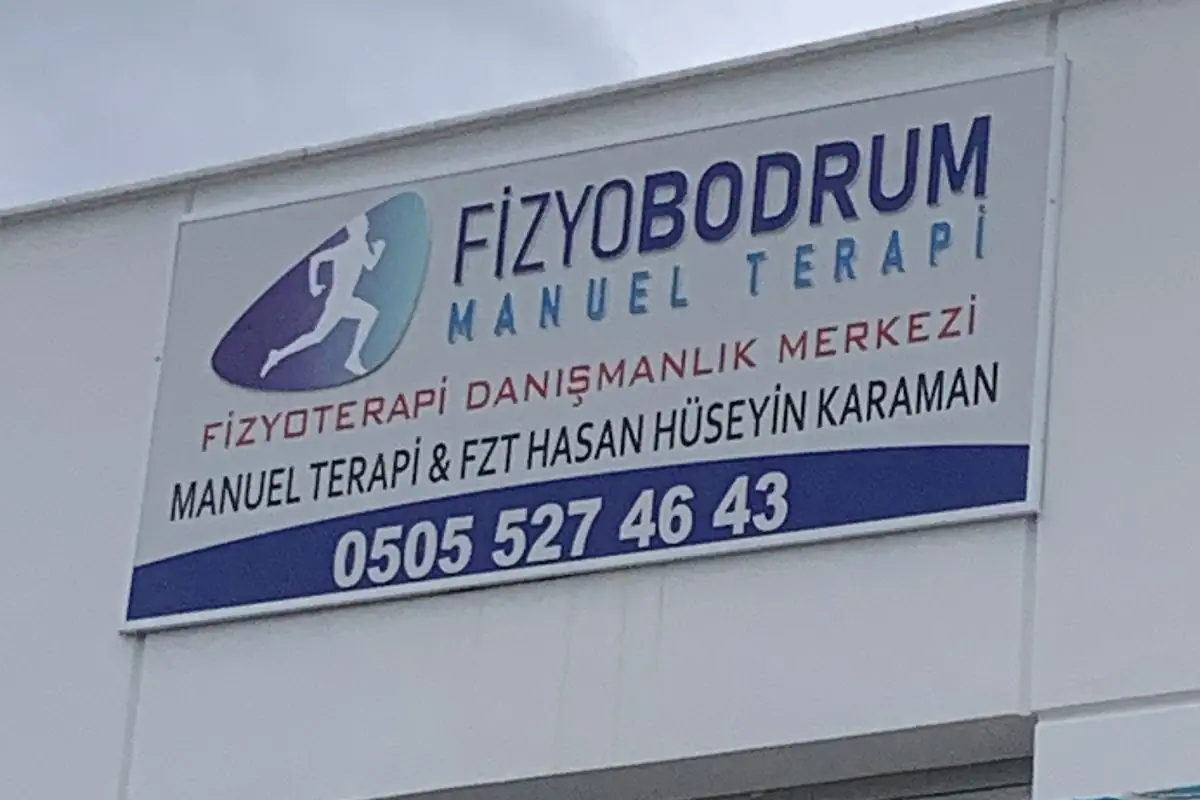 FİZYOBODRUM
MANUEL TERAPİ
FİZYOTERAPİ DANIŞMANLIK MERKEZİ
MANUEL TERAPİ & FZT HASAN HÜSEYİN KARAMAN
0505 527 46 43